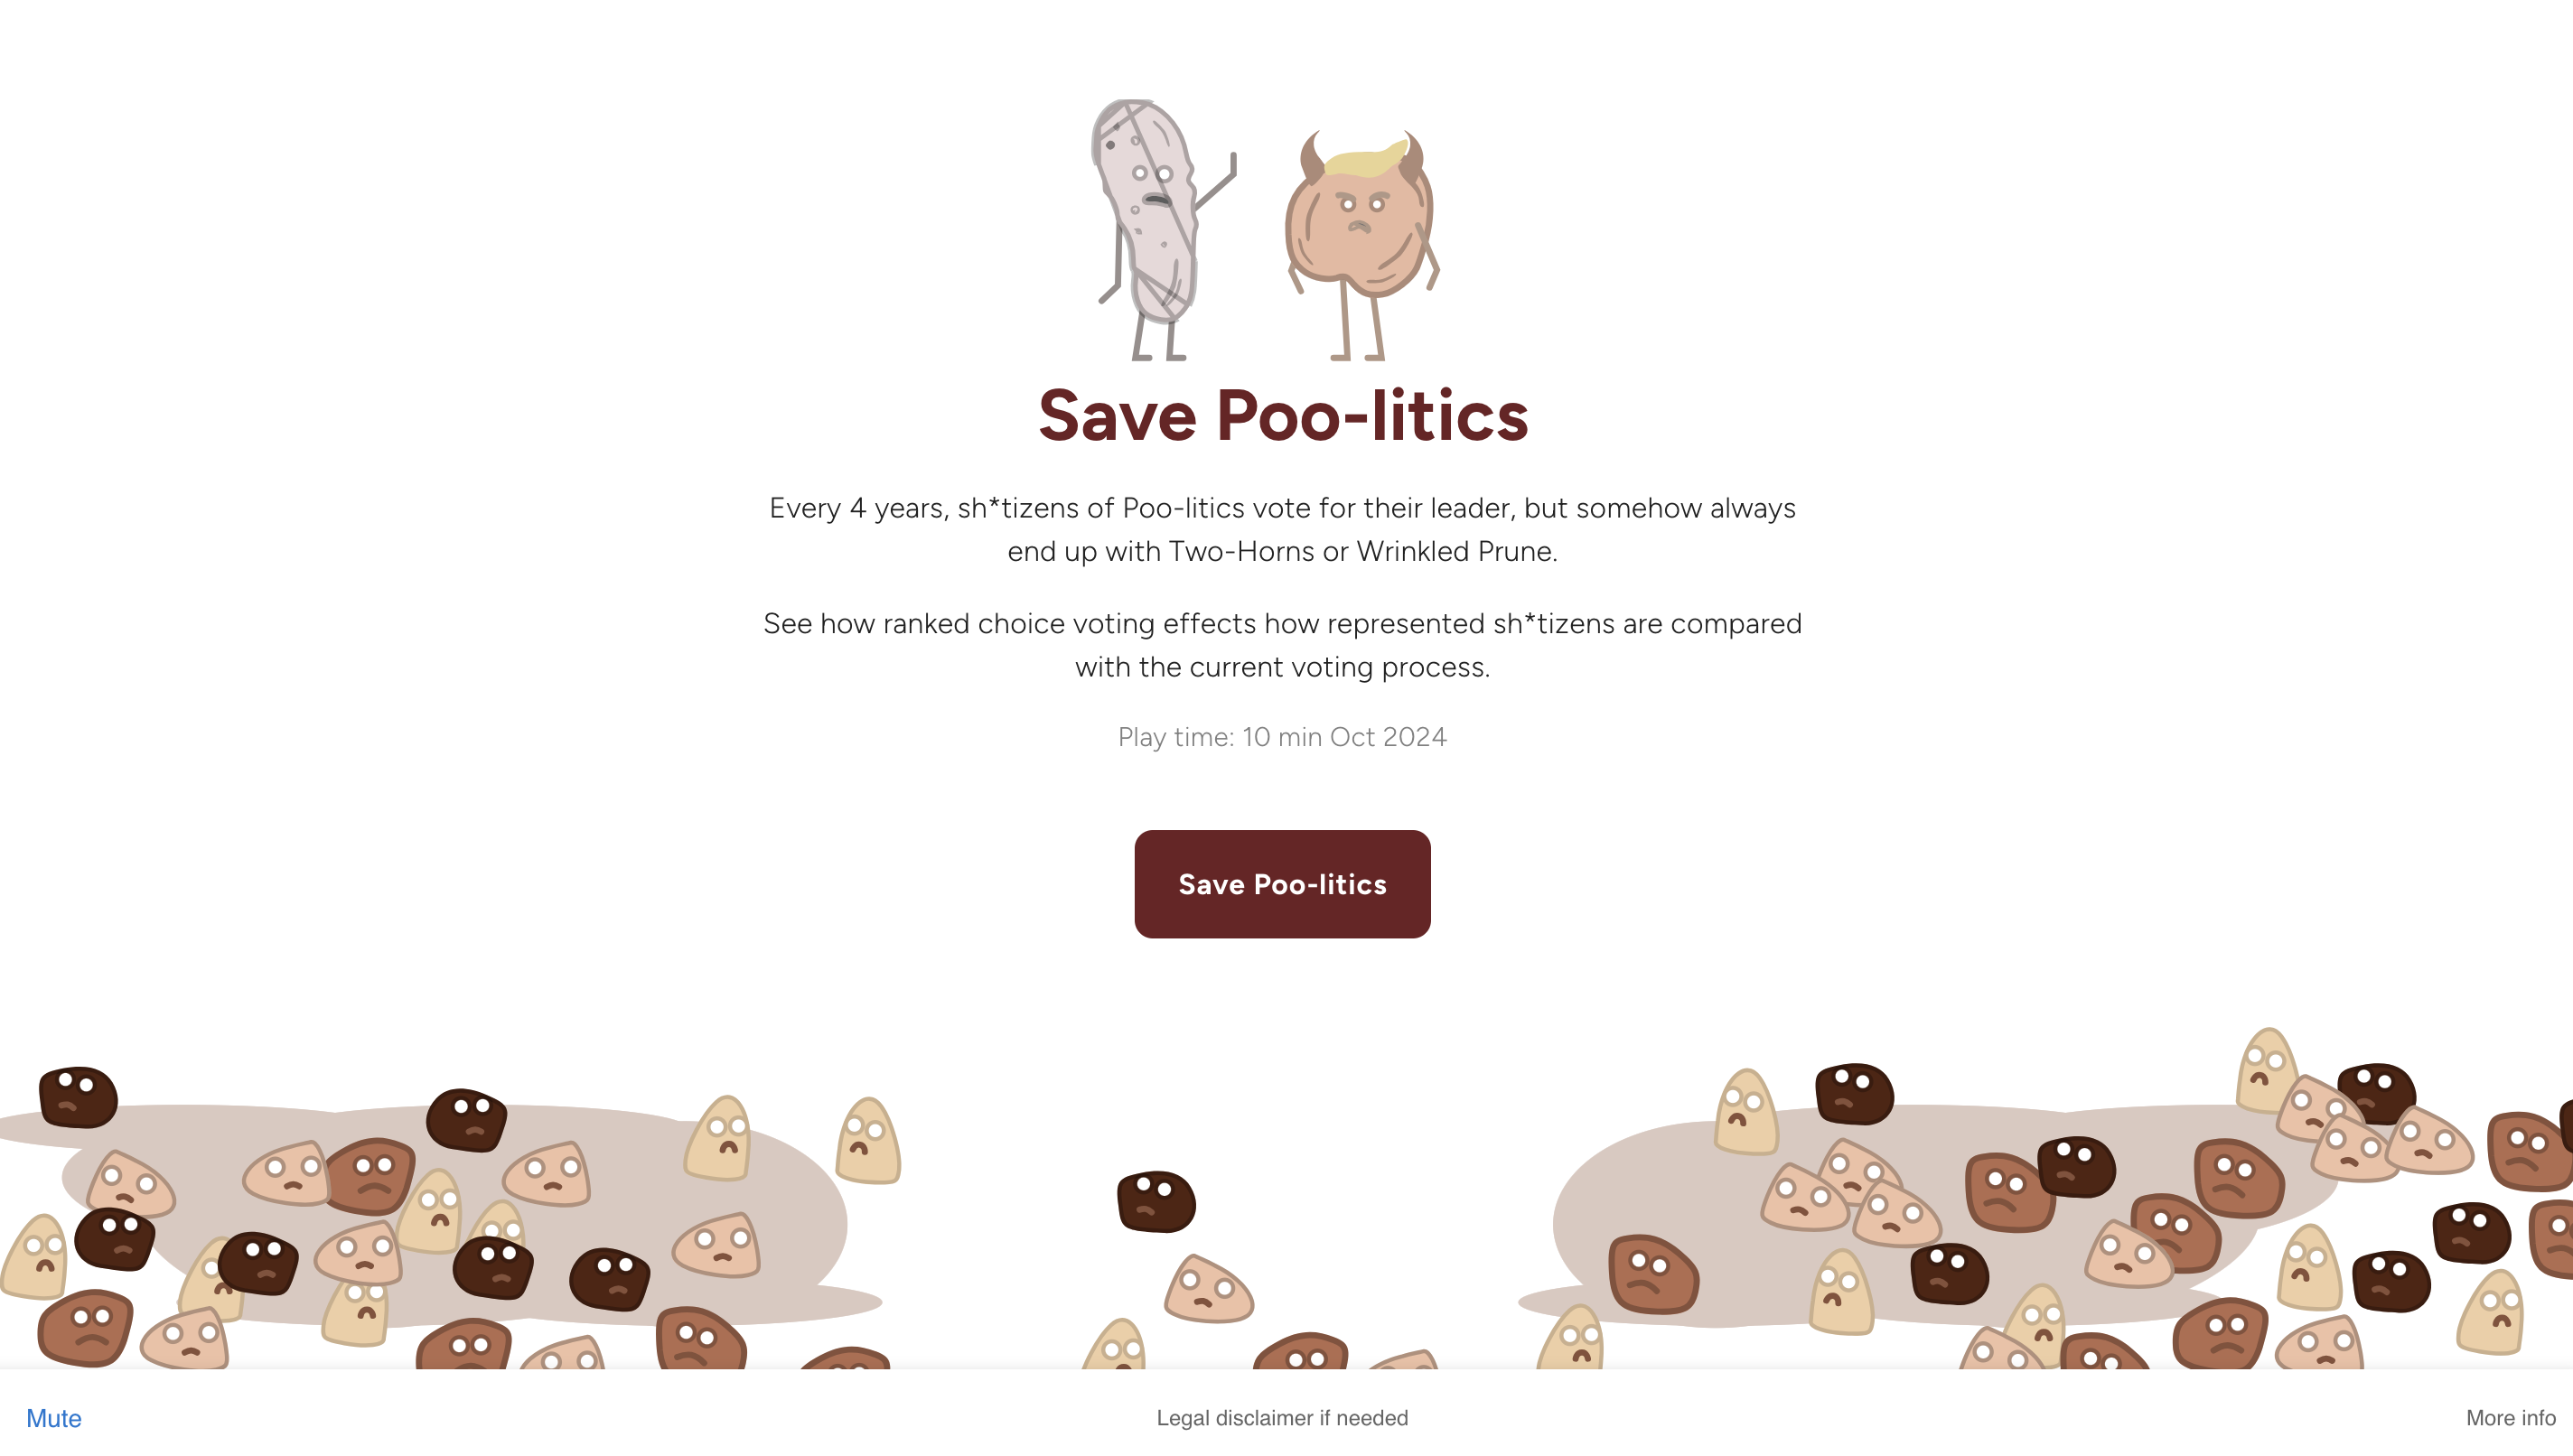 Save Poo-litics
Every 4 years, sh*tizens of Poo-litics vote for their leader, but somehow always
end up with Two-Horns or Wrinkled Prune.
See how ranked choice voting effects how represented sh*tizens are compared
with the current voting process.
Play time: 10 min Oct 2024
Save Poo-litics
Mute
Legal disclaimer if needed
More info